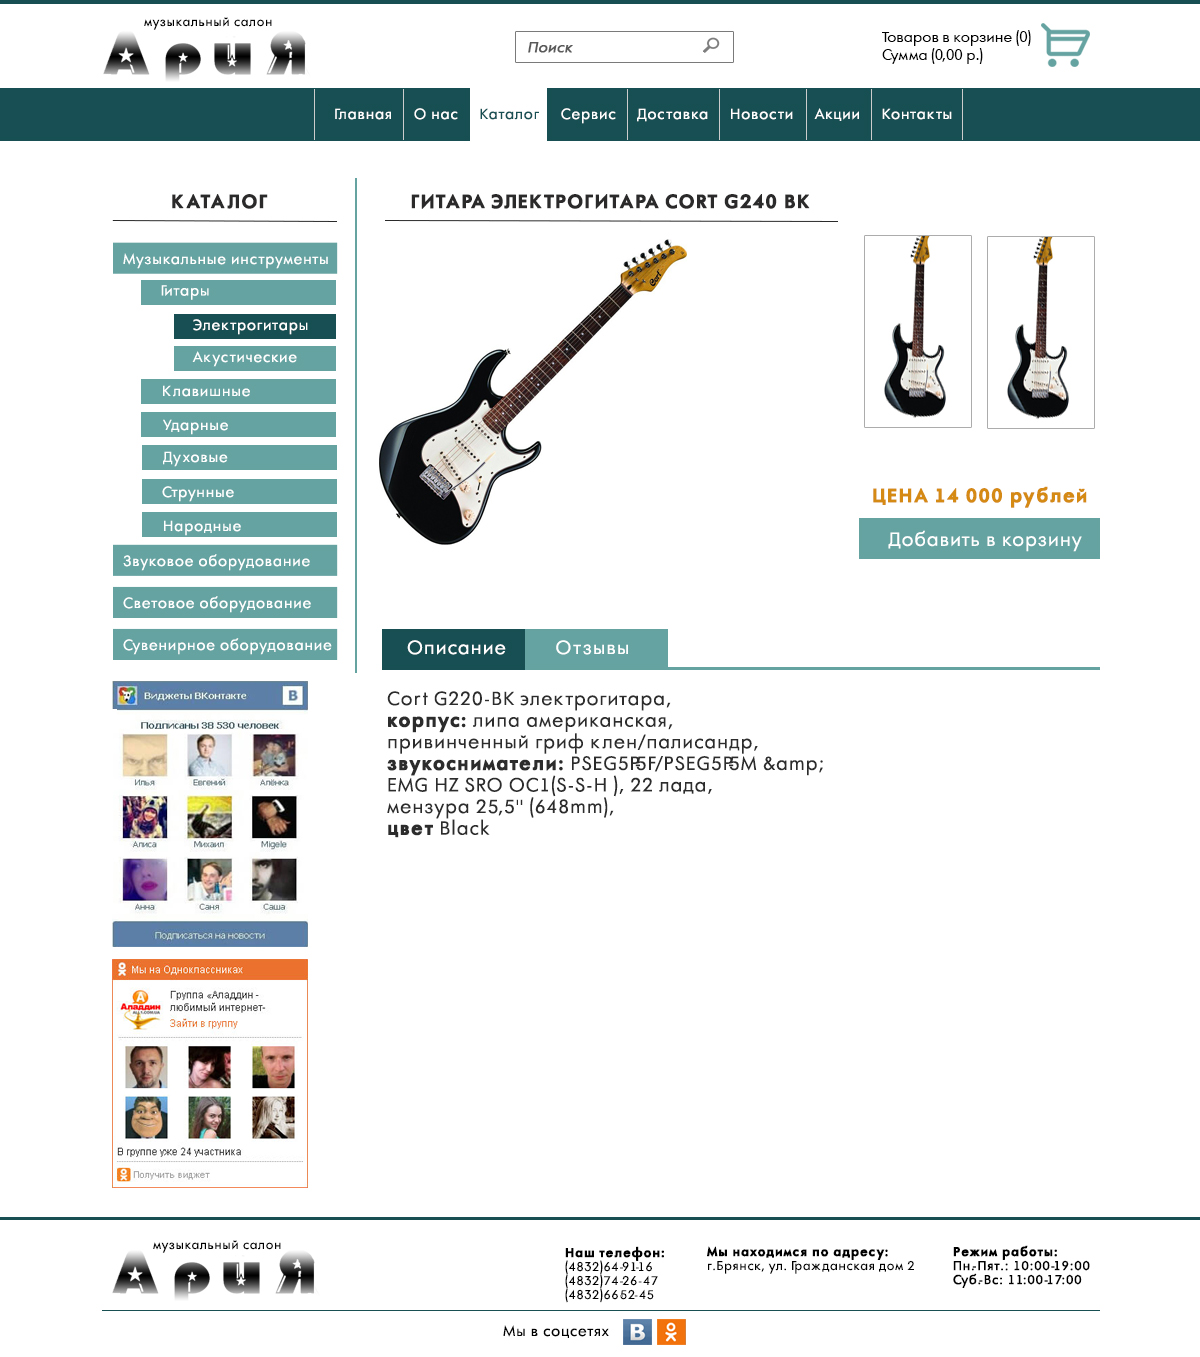 музыкальный салон
АриЯ
Поиск
Товаров в корзине (0)
Сумма (0,00 р.)
Главная
О нас
Каталог
Сервис
Доставка
Новости
Акции
Контакты
КАТАЛОГ
Музыкальные инструменты
Гитары
Электрогитары
Акустические
Клавишные
Ударные
Духовые
Струнные
Народные
Звуковое оборудование
Световое оборудование
Сувенирное оборудование
ГИТАРА ЭЛЕКТРОГИТАРА CORT G240 BK
Cort
ЦЕНА 14 000 рублей
Добавить в корзину
Описание
Отзывы
Cort G220-BK электрогитара,
корпус: липа американская,
привинченный гриф клен/палисандр,
звукосниматели: PSEG5P-5F/PSEG5P-5M &amp;
EMG HZ SRO OC1(S-S-H ), 22 лада,
мензура 25,5'' (648mm),
цвет Black
Виджеты ВКонтакте
В
Подписаны 38 530 человек
Илья
Евгений
Алёнка
Алиса
Михаил
Migele
Анна
Саня
Саша
Подписаться на новости
Мы на Одноклассниках
Аладдин
Группа «Аладдин -
любимый интернет-
Зайти в группу
В группе уже 24 участника
Получить виджет
музыкальный салон
АриЯ
Наш телефон:
(4832)64-91-16
(4832)74-26-47
(4832)66-52-45
Мы находимся по адресу:
г.Брянск, ул. Гражданская дом 2
Режим работы:
Пн.-Пят.: 10:00-19:00
Суб.-Вс: 11:00-17:00
Мы в соцсетях
В